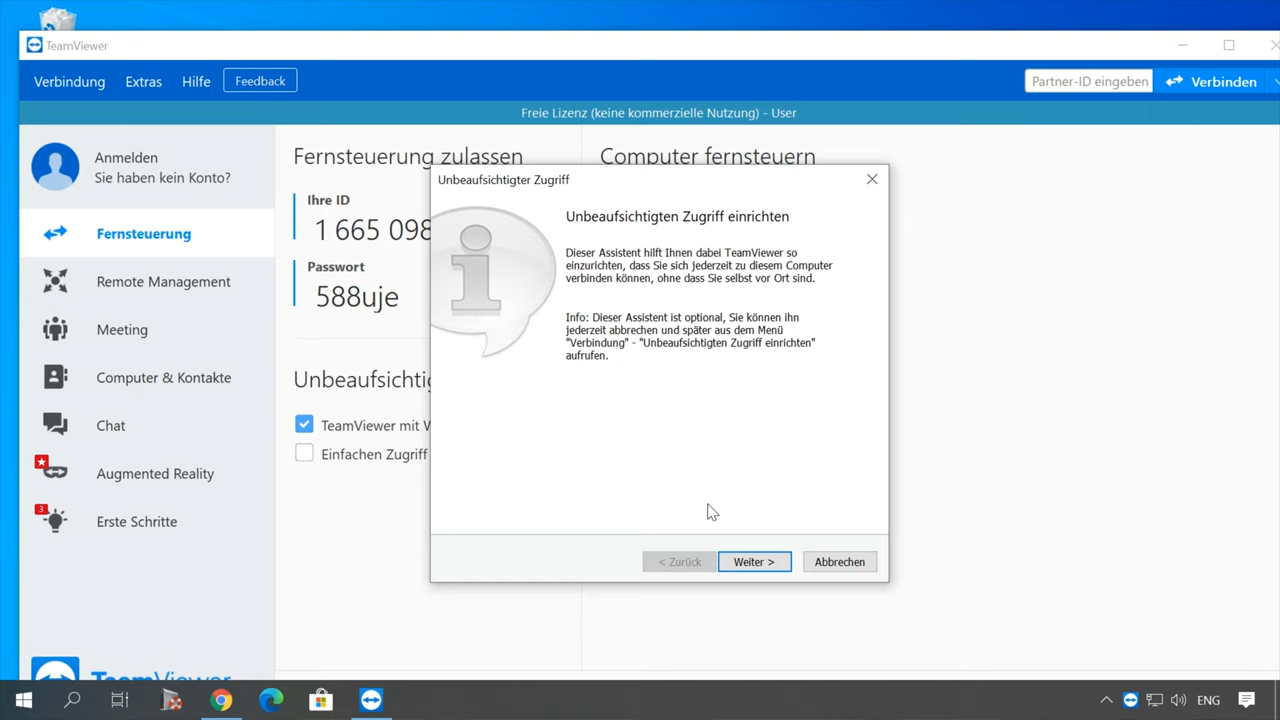 TeamViewer
Verbindung Extras Hilfe Feedback
Partner-ID eingeben Verbinden
Freie Lizenz (keine kommerzielle Nutzung) - User
Anmelden
Sie haben kein Konto?
Fernsteuerung
Remote Management
Meeting
Computer & Kontakte
Chat
Augmented Reality
3
Erste Schritte
TeamViewer
Fernsteuerung zulassen
Ihre ID
1 665 098
Passwort
588uje
Unbeaufsichtig
TeamViewer mit
Einfachen Zugriff
Computer fernsteuern
Unbeaufsichtigter Zugriff
Unbeaufsichtigten Zugriff einrichten
Dieser Assistent hilft Ihnen dabei TeamViewer so
einzurichten, dass Sie sich jederzeit zu diesem Computer
verbinden können, ohne dass Sie selbst vor Ort sind.
Info: Dieser Assistent ist optional, Sie können ihn
jederzeit abbrechen und später aus dem Menü
"Verbindung" - "Unbeaufsichtigten Zugriff einrichten"
aufrufen.
< Zurück Weiter > Abbrechen
ENG